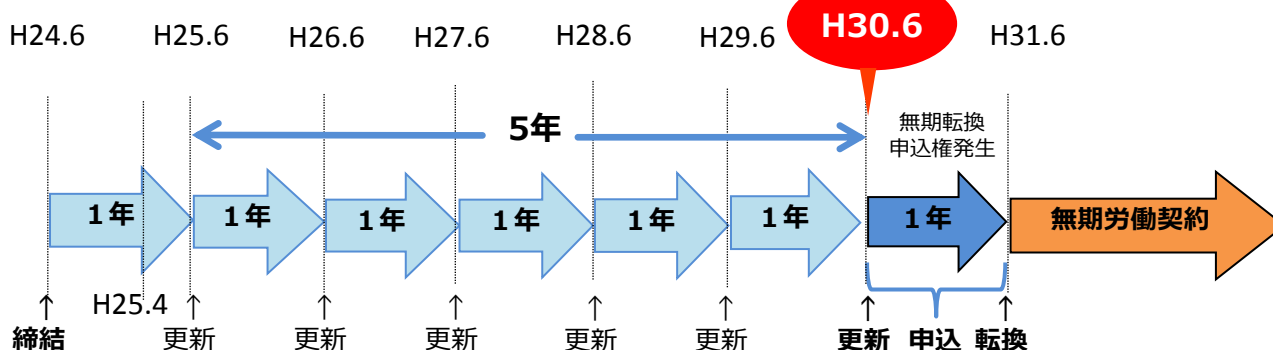 H24.6 H25.6 H26.6 H27.6 H28.6 H29.6 H30.6 H31.6
5年
無期転換
申込権発生
1年 1年 1年 1年 1年 1年 1年 無期労働契約
H25.4
↑ ↑ ↑ ↑ ↑ ↑ ↑ ↑
締結 更新 更新 更新 更新 更新 更新 申込 転換